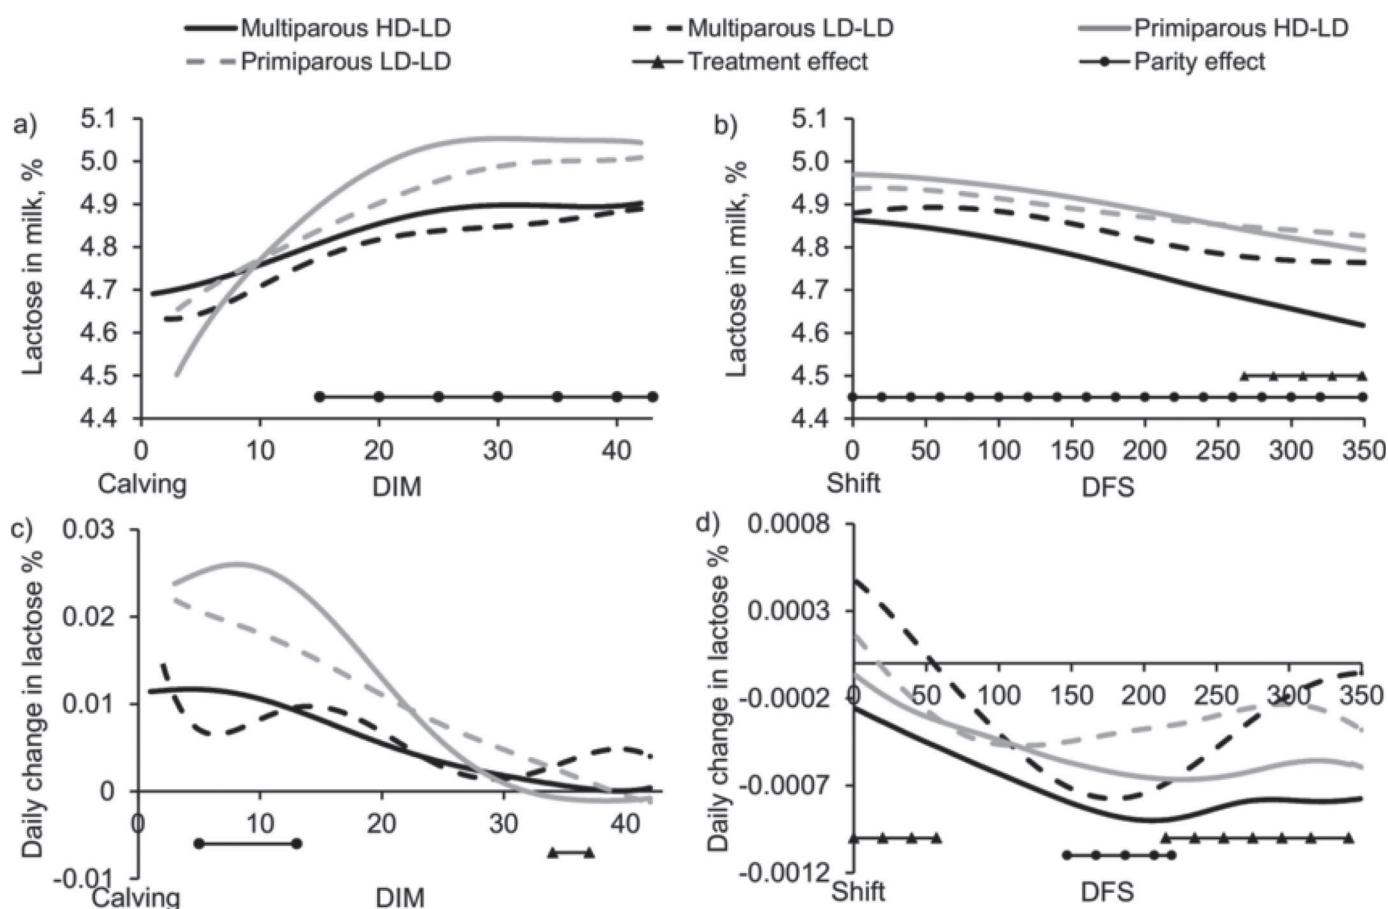 Multiparous HD-LD
Multiparous LD-LD
Primiparous HD-LD
Primiparous LD-LD
Treatment effect
Parity effect
a)
Lactose in milk, %
5.1
5.0
4.9
4.8
4.7
4.6
4.5
4.4
0 10 20 30 40
Calving DIM
b)
Lactose in milk, %
5.1
5.0
4.9
4.8
4.7
4.6
4.5
4.4
0 50 100 150 200 250 300 350
Shift DFS
c)
Daily change in lactose %
0.03
0.02
0.01
0
-0.01
0 10 20 30 40
Calving DIM
d)
Daily change in lactose %
0.0008
0.0003
-0.0002
-0.0007
-0.0012
0 50 100 150 200 250 300 350
Shift DFS